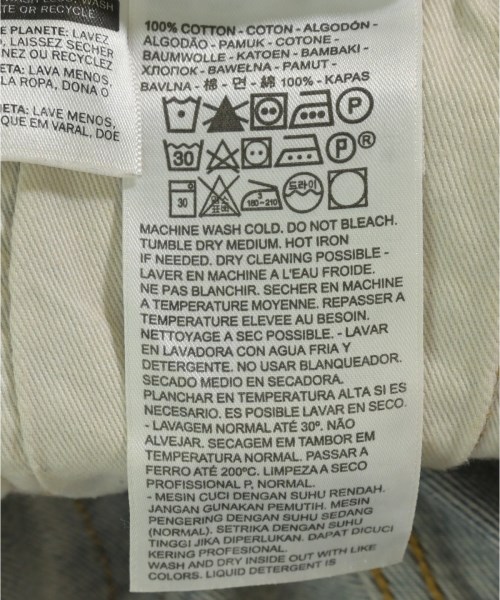 , WASH
ATE OR RECYCLE
E PLANETE: LAVEZ
, LAISSEZ SECHER
NEZ OU RECYCLEZ
ETA: LAVA MENOS,
LA ROPA, DONA O
ETA: LAVE MENOS,
QUE EM VARAL, DOE
100% COTTON - COTON - ALGODÓN -
ALGODÃO - PAMUK - COTONE -
BAUMWOLLE - KATOEN - BAMBAKI -
ХЛОПОК - BAWEŁNA - PAMUT -
BAVLNA - 棉 - 면 - 綿 100% - KAPAS
P
30
P®
30
3
180~210
드라이
MACHINE WASH COLD. DO NOT BLEACH.
TUMBLE DRY MEDIUM. HOT IRON
IF NEEDED. DRY CLEANING POSSIBLE -
LAVER EN MACHINE A L'EAU FROIDE.
NE PAS BLANCHIR. SECHER EN MACHINE
A TEMPERATURE MOYENNE. REPASSER A
TEMPERATURE ELEVEE AU BESOIN.
NETTOYAGE A SEC POSSIBLE. - LAVAR
EN LAVADORA CON AGUA FRIA Y
DETERGENTE. NO USAR BLANQUEADOR.
SECADO MEDIO EN SECADORA.
PLANCHAR EN TEMPERATURA ALTA SI ES
NECESARIO. ES POSIBLE LAVAR EN SECO.
- LAVAGEM NORMAL ATÉ 30º. NÃO
ALVEJAR. SECAGEM EM TAMBOR EM
TEMPERATURA NORMAL. PASSAR A
FERRO ATÉ 200ºC. LIMPEZA A SECO
PROFISSIONAL P, NORMAL.
- MESIN CUCI DENGAN SUHU RENDAH.
JANGAN GUNAKAN PEMUTIH. MESIN
PENGERING DENGAN SUHU SEDANG
(NORMAL). SETRIKA DENGAN SUHU
TINGGI JIKA DIPERLUKAN. DAPAT DICUCI
KERING PROFESIONAL.
WASH AND DRY INSIDE OUT WITH LIKE
COLORS. LIQUID DETERGENT IS